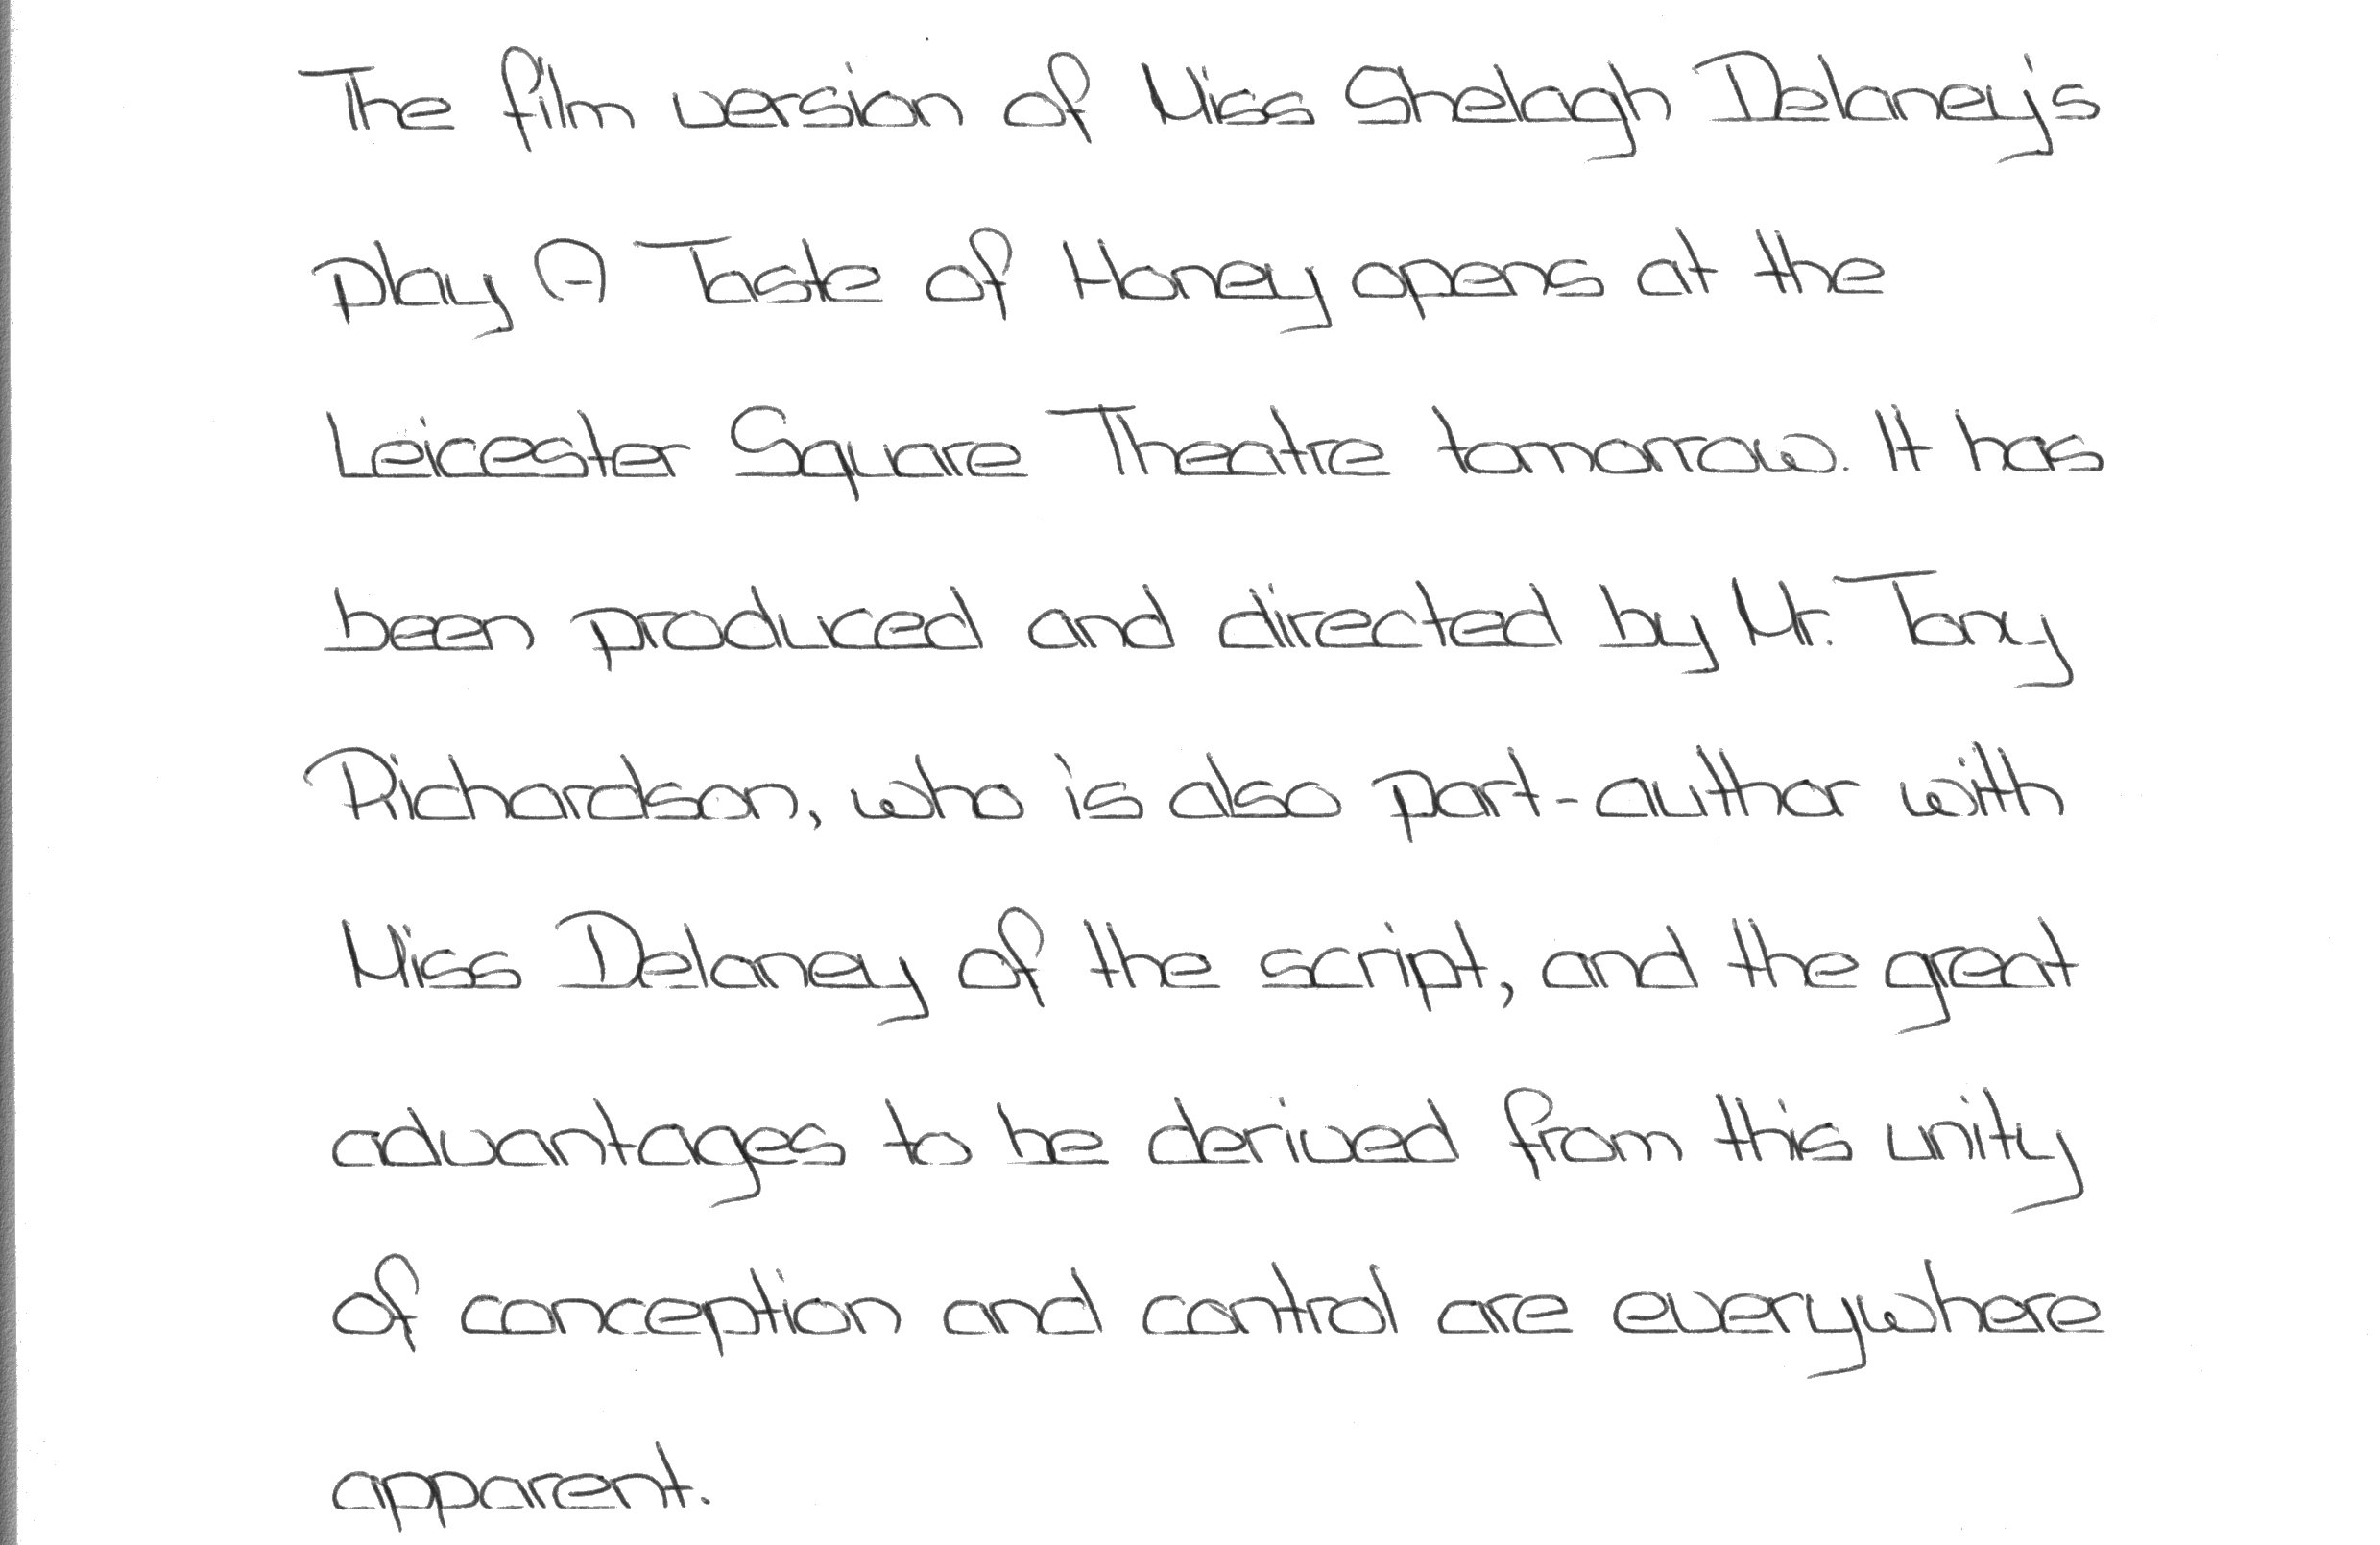 The film version of Miss Shelagh Delaney's
play A Taste of Honey opens at the
Leicester Square Theatre tomorrow. It has
been produced and directed by Mr. Tony
Richardson, who is also part-author with
Miss Delaney of the script, and the great
advantages to be derived from this unity
of conception and control are everywhere
apparent.